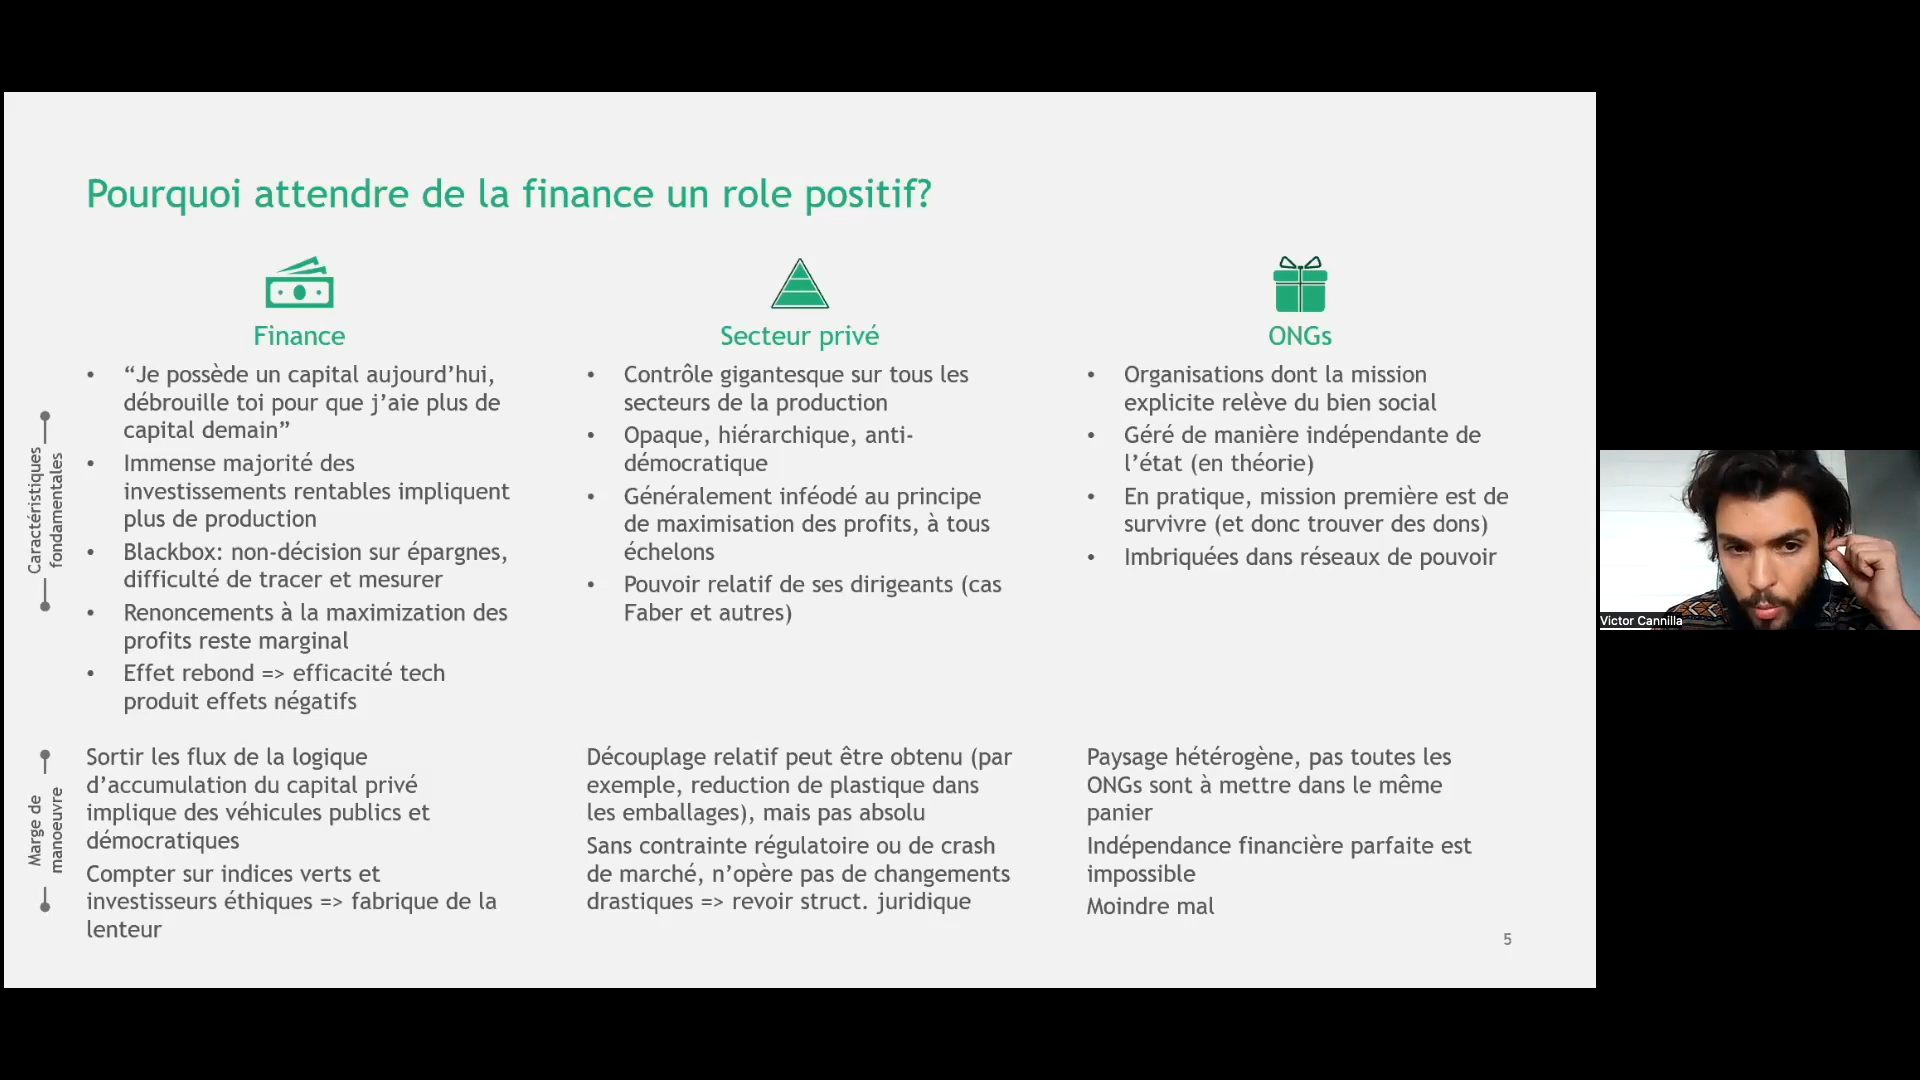 Pourquoi attendre de la finance un role positif?
Finance
Secteur privé
ONGs
Caractéristiques
fondamentales
• “Je possède un capital aujourd’hui,
débrouille toi pour que j’aie plus de
capital demain”
• Immense majorité des
investissements rentables impliquent
plus de production
• Blackbox: non-décision sur épargnes,
difficulté de tracer et mesurer
• Renoncements à la maximization des
profits reste marginal
• Effet rebond => efficacité tech
produit effets négatifs
• Contrôle gigantesque sur tous les
secteurs de la production
• Opaque, hiérarchique, anti-
démocratique
• Généralement inféodé au principe
de maximisation des profits, à tous
échelons
• Pouvoir relatif de ses dirigeants (cas
Faber et autres)
• Organisations dont la mission
explicite relève du bien social
• Géré de manière indépendante de
l’état (en théorie)
• En pratique, mission première est de
survivre (et donc trouver des dons)
• Imbriquées dans réseaux de pouvoir
Marge de
manoeuvre
Sortir les flux de la logique
d’accumulation du capital privé
implique des véhicules publics et
démocratiques
Compter sur indices verts et
investisseurs éthiques => fabrique de la
lenteur
Découplage relatif peut être obtenu (par
exemple, reduction de plastique dans
les emballages), mais pas absolu
Sans contrainte régulatoire ou de crash
de marché, n’opère pas de changements
drastiques => revoir struct. juridique
Paysage hétérogène, pas toutes les
ONGs sont à mettre dans le même
panier
Indépendance financière parfaite est
impossible
Moindre mal
5
Victor Cannilla